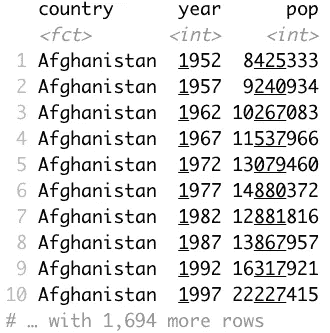 country year pop
<fct> <int> <int>
1 Afghanistan 1952 8425333
2 Afghanistan 1957 9240934
3 Afghanistan 1962 10267083
4 Afghanistan 1967 11537966
5 Afghanistan 1972 13079460
6 Afghanistan 1977 14880372
7 Afghanistan 1982 12881816
8 Afghanistan 1987 13867957
9 Afghanistan 1992 16317921
10 Afghanistan 1997 22227415
# … with 1,694 more rows